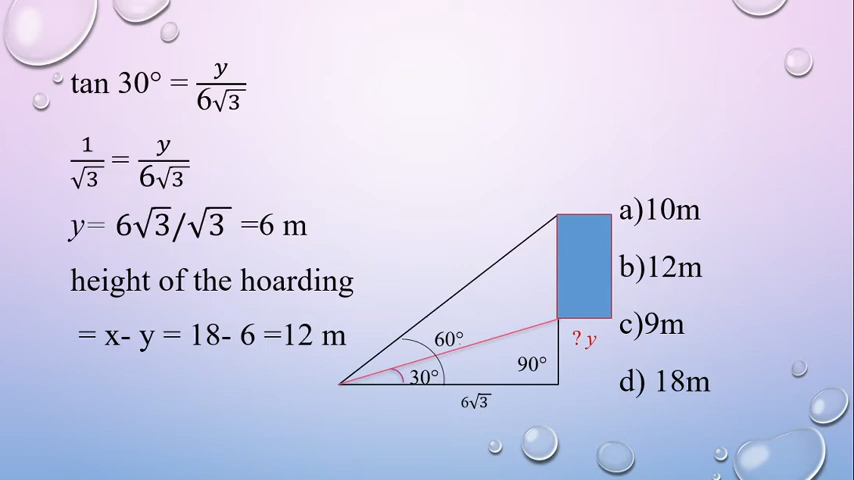 tan 30° = y/6√3
1/√3 = y/6√3
y= 6√3/√3 =6 m
height of the hoarding
= x- y = 18- 6 =12 m
a)10m
b)12m
c)9m
d) 18m
60°
? y
90°
30°
6√3